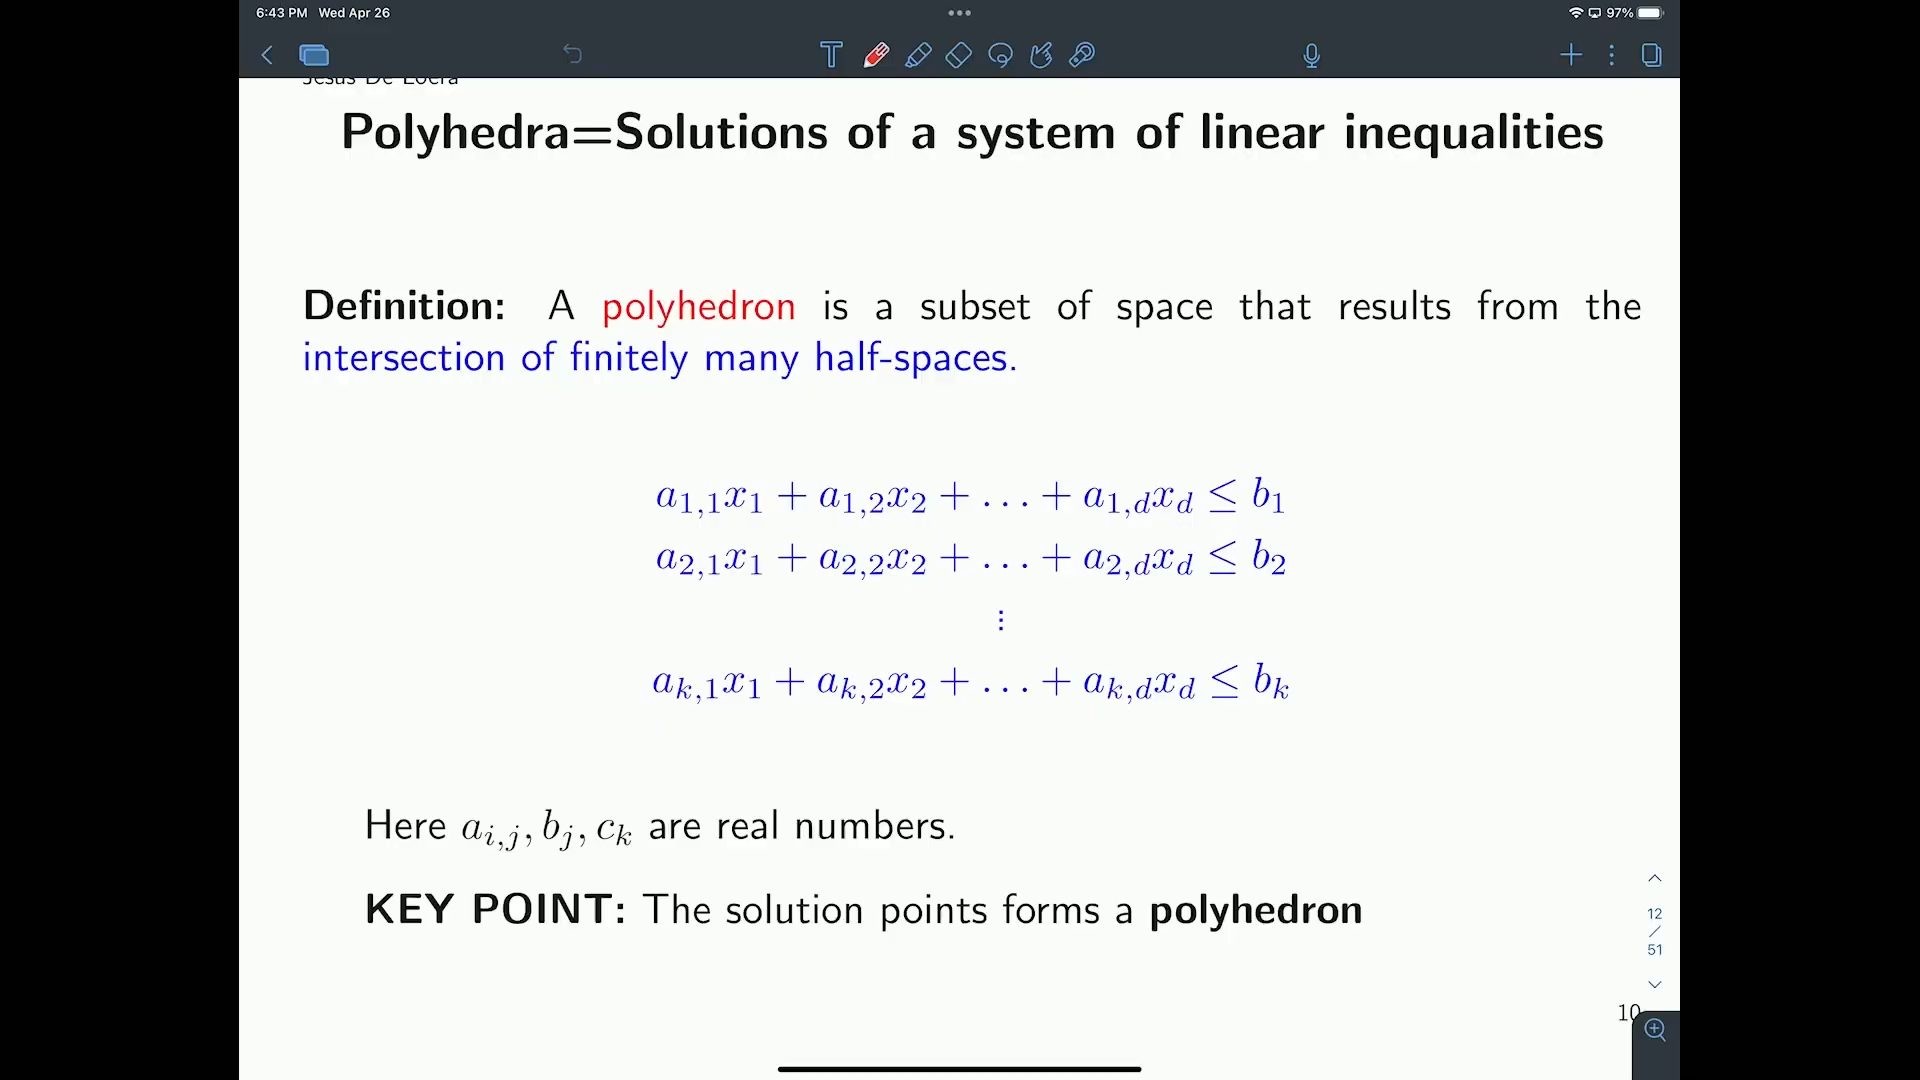 6:43 PM Wed Apr 26
97%
Jesús De Loera
Polyhedra=Solutions of a system of linear inequalities
Definition: A polyhedron is a subset of space that results from the
intersection of finitely many half-spaces.
a_{1,1}x_1 + a_{1,2}x_2 + ... + a_{1,d}x_d ≤ b_1
a_{2,1}x_1 + a_{2,2}x_2 + ... + a_{2,d}x_d ≤ b_2
⋮
a_{k,1}x_1 + a_{k,2}x_2 + ... + a_{k,d}x_d ≤ b_k
Here a_{i,j}, b_j, c_k are real numbers.
KEY POINT: The solution points forms a polyhedron
12
/
51
10